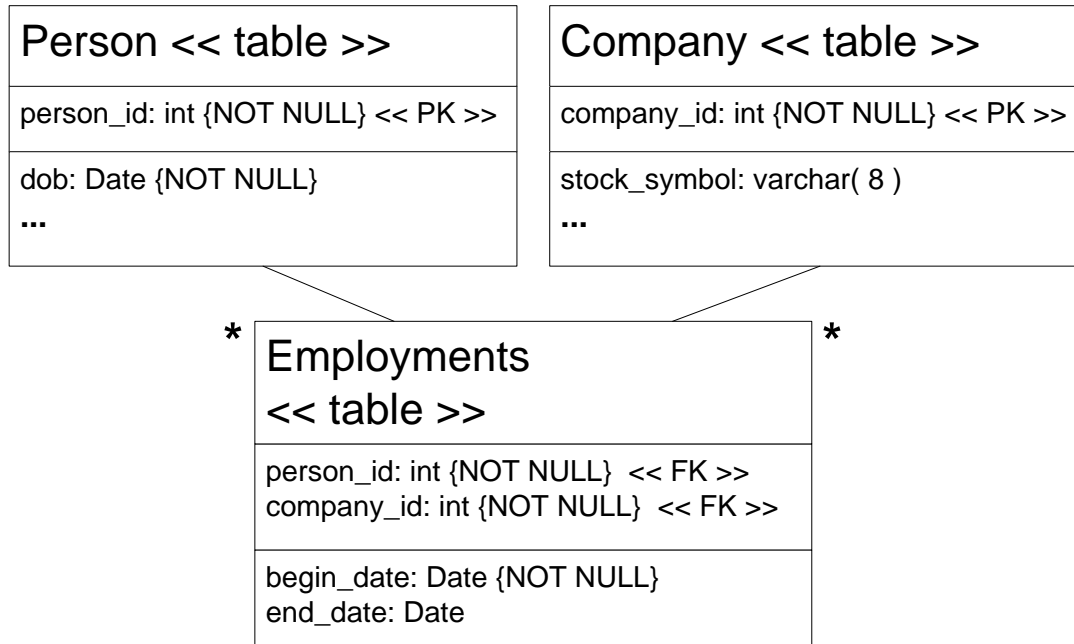 Person << table >>
person_id: int {NOT NULL} << PK >>
dob: Date {NOT NULL}
...
Company << table >>
company_id: int {NOT NULL} << PK >>
stock_symbol: varchar( 8 )
...
*
*
Employments
<< table >>
person_id: int {NOT NULL}  << FK >>
company_id: int {NOT NULL}  << FK >>
begin_date: Date {NOT NULL}
end_date: Date